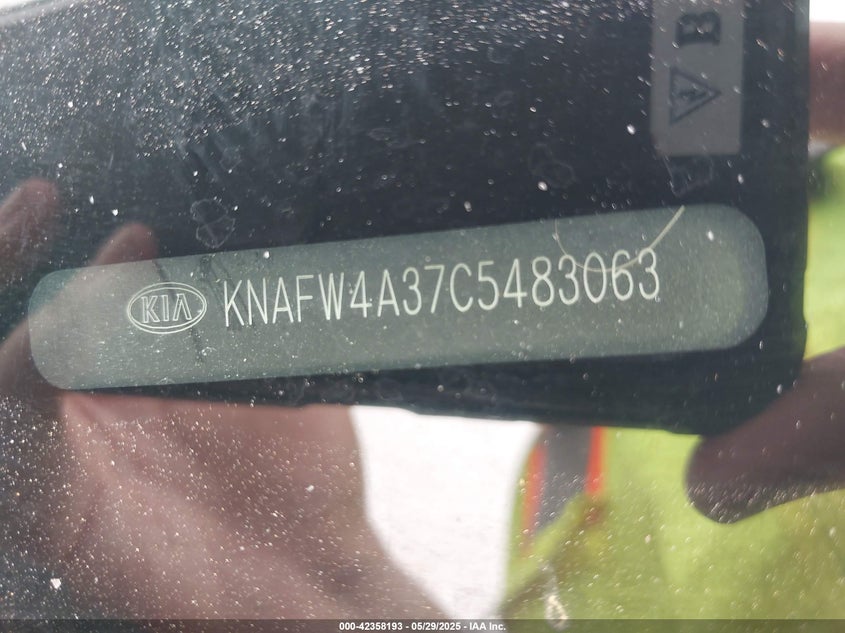 B
KIA KNAFW4A37C5483063
000-42358193 - 05/29/2025 - IAA Inc.